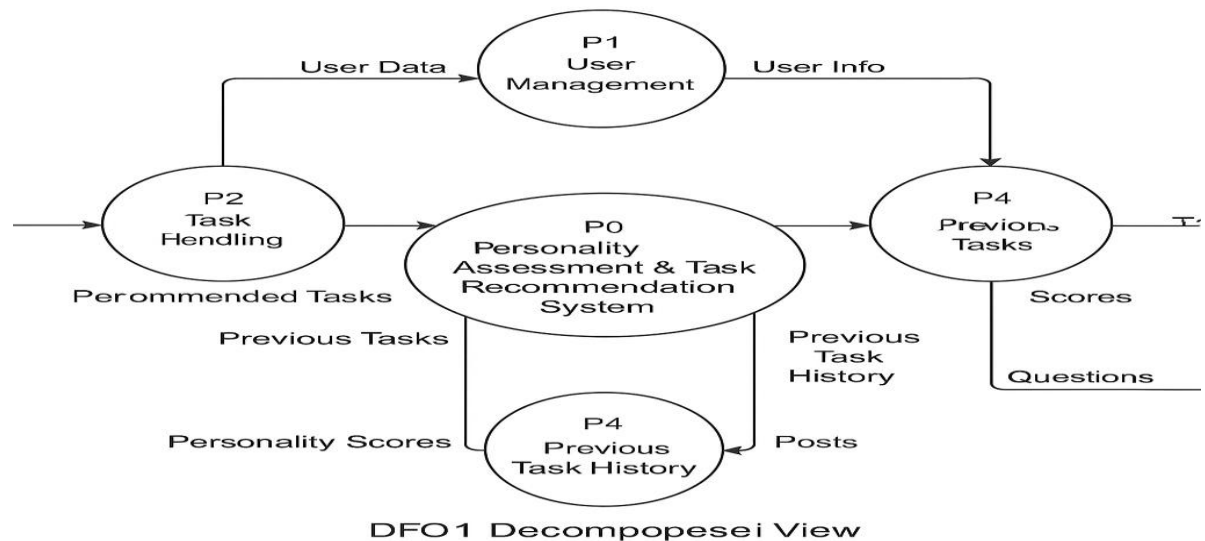 P1
User
Management
User Data
User Info
P2
Task
Hendling
P0
Personality
Assessment & Task
Recommendation
System
P4
Previous
Tasks
Perommended Tasks
Scores
Previous Tasks
Previous
Task
History
Questions
P4
Previous
Task History
Personality Scores
Posts
DFO1 Decompopesei View